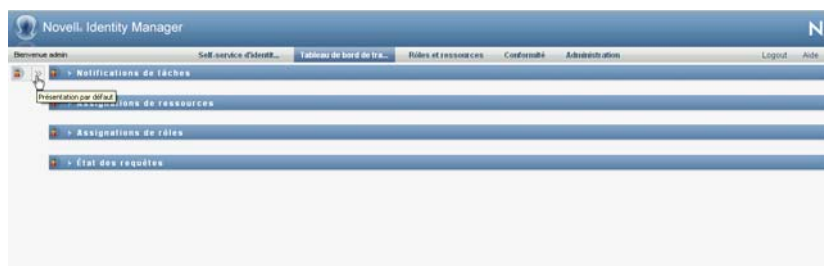 Novell® Identity Manager
N
Bienvenue admin
Self-service d'identit...
Tableau de bord de tra...
Rôles et ressources
Conformité
Administration
Logout
Aide
Notifications de tâches
Présentation par défaut
ions de ressources
Assignations de rôles
État des requêtes